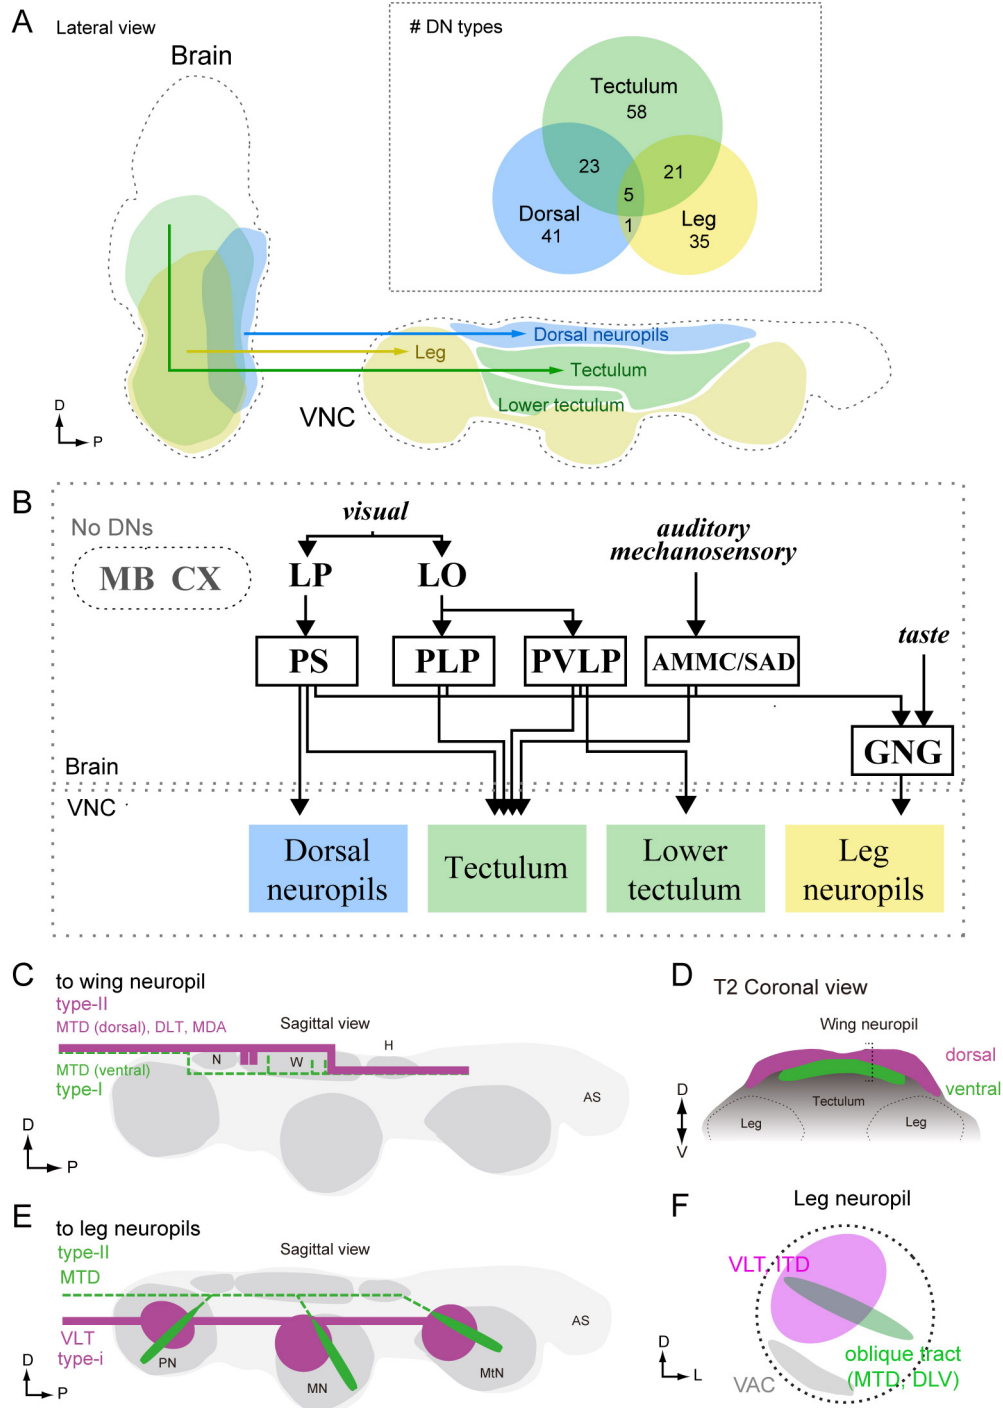 A
Lateral view
Brain
# DN types
Tectulum
58
23
21
5
Dorsal
41
1
Leg
35
Dorsal neuropils
Leg
Tectulum
Lower tectulum
VNC
D
P
B
No DNs
MB CX
visual
auditory
mechanosensory
LP
LO
taste
PS
PLP
PVLP
AMMC/SAD
GNG
Brain
VNC
Dorsal
neuropils
Tectulum
Lower
tectulum
Leg
neuropils
C
to wing neuropil
type-II
MTD (dorsal), DLT, MDA
Sagittal view
N
W
H
MTD (ventral)
type-I
AS
D
P
D
T2 Coronal view
Wing neuropil
dorsal
ventral
Tectulum
Leg
Leg
D
V
E
to leg neuropils
type-II
Sagittal view
MTD
VLT
type-i
PN
MN
MtN
AS
D
P
F
Leg neuropil
VLT, ITD
oblique tract
(MTD, DLV)
VAC
D
L